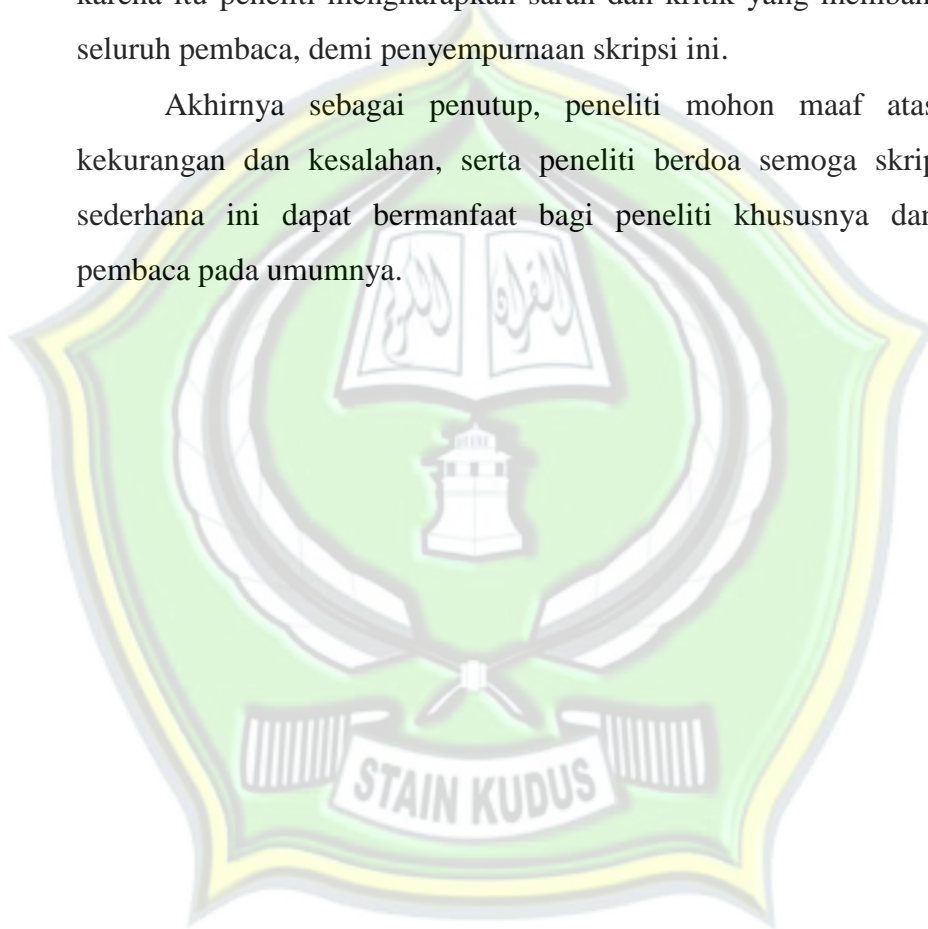 karena itu peneliti mengharapkan saran dan kritik yang
seluruh pembaca, demi penyempurnaan skripsi ini.
Akhirnya sebagai penutup, peneliti mohon maaf atas
kekurangan dan kesalahan, serta peneliti berdoa semoga
sederhana ini dapat bermanfaat bagi peneliti khususnya dan
pembaca pada umumnya.
القرآن
STAIN KUDUS